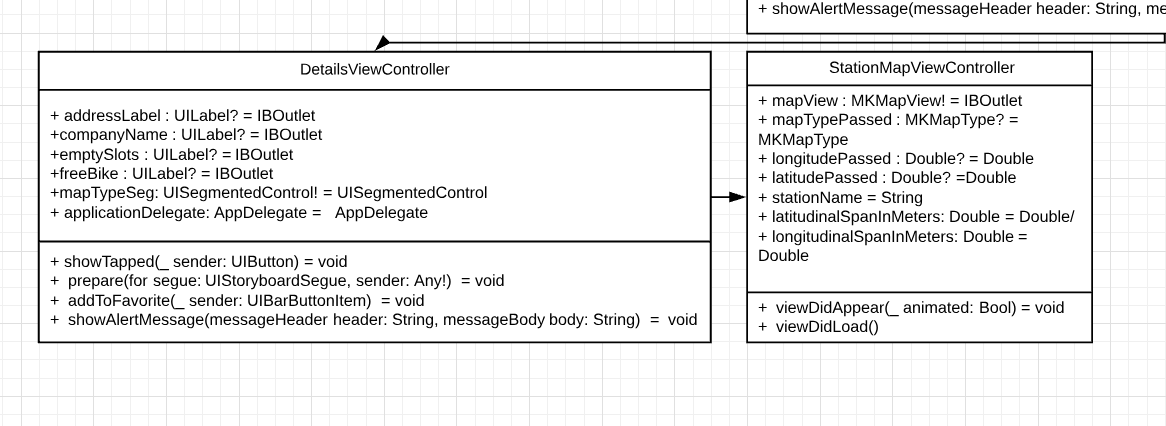 + showAlertMessage(messageHeader header: String, me
DetailsViewController
+ addressLabel : UILabel? = IBOutlet
+companyName : UILabel? = IBOutlet
+emptySlots : UILabel? = IBOutlet
+freeBike : UILabel? = IBOutlet
+mapTypeSeg: UISegmentedControl! = UISegmentedControl
+ applicationDelegate: AppDelegate = AppDelegate
+ showTapped(_ sender: UIButton) = void
+ prepare(for segue: UIStoryboardSegue, sender: Any!) = void
+ addToFavorite(_ sender: UIBarButtonItem) = void
+ showAlertMessage(messageHeader header: String, messageBody body: String) = void
StationMapViewController
+ mapView : MKMapView! = IBOutlet
+ mapTypePassed : MKMapType? =
MKMapType
+ longitudePassed : Double? = Double
+ latitudePassed : Double? =Double
+ stationName = String
+ latitudinalSpanInMeters: Double = Double/
+ longitudinalSpanInMeters: Double =
Double
+ viewDidAppear(_ animated: Bool) = void
+ viewDidLoad()